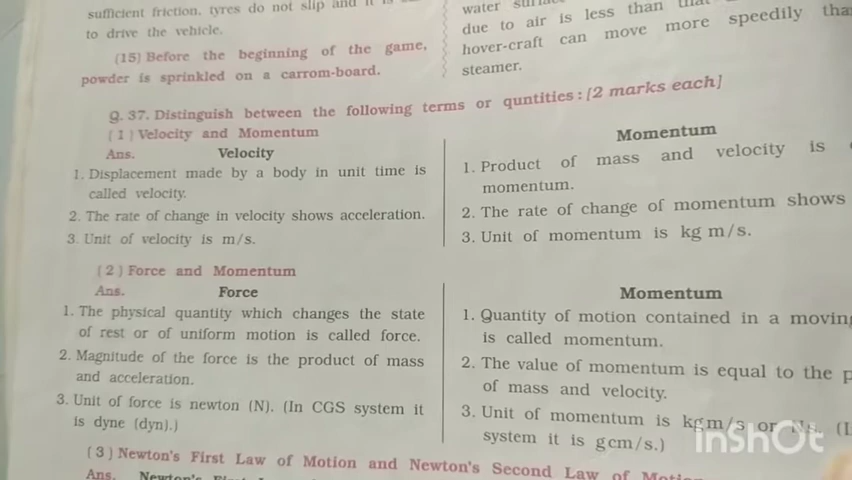 sufficient friction, tyres do not slip and it is
to drive the vehicle.
(15) Before the beginning of the game,
powder is sprinkled on a carrom-board.
water
due to air is less than that
hover-craft can move more speedily
steamer.
Q. 37. Distinguish between the following terms or quntities : [2 marks each]
(1) Velocity and Momentum
Ans. Velocity
1. Displacement made by a body in unit time is
called velocity.
2. The rate of change in velocity shows acceleration.
3. Unit of velocity is m/s.
Momentum
1. Product of mass and velocity is
momentum.
2. The rate of change of momentum shows
3. Unit of momentum is kg m/s.
(2) Force and Momentum
Ans. Force
1. The physical quantity which changes the state
of rest or of uniform motion is called force.
2. Magnitude of the force is the product of mass
and acceleration.
3. Unit of force is newton (N). (In CGS system it
is dyne (dyn).)
Momentum
1. Quantity of motion contained in a moving
is called momentum.
2. The value of momentum is equal to the
of mass and velocity.
3. Unit of momentum is kgm/s or Ns.
system it is gcm/s.)
(3) Newton's First Law of Motion and Newton's Second Law of Motion
Ans. Newton's
InShOt